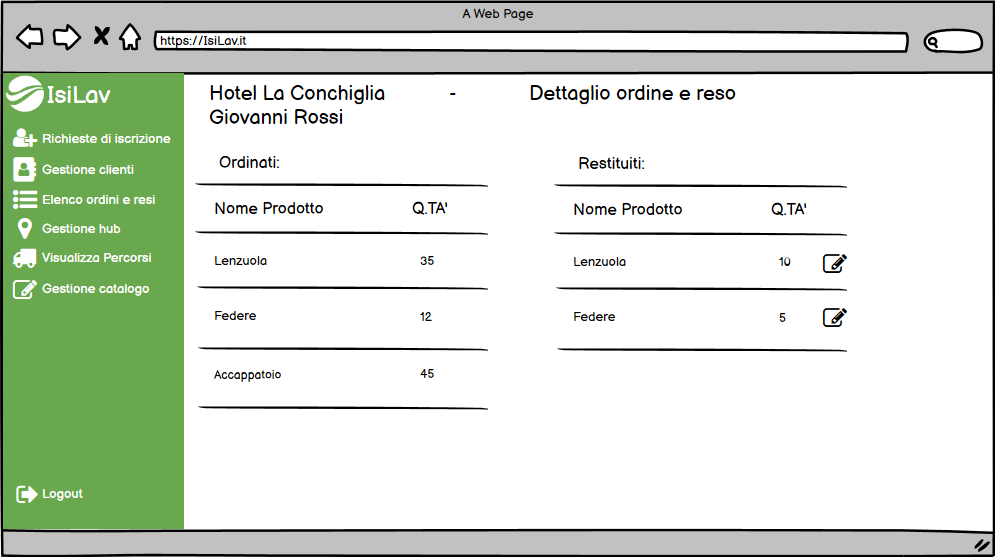 A Web Page
https://IsiLav.it
IsiLav
Richieste di iscrizione
Gestione clienti
Elenco ordini e resi
Gestione hub
Visualizza Percorsi
Gestione catalogo
Logout
Hotel La Conchiglia - Dettaglio ordine e reso
Giovanni Rossi
Ordinati:
Nome Prodotto Q.TA'
Lenzuola 35
Federe 12
Accappatoio 45
Restituiti:
Nome Prodotto Q.TA'
Lenzuola 10
Federe 5